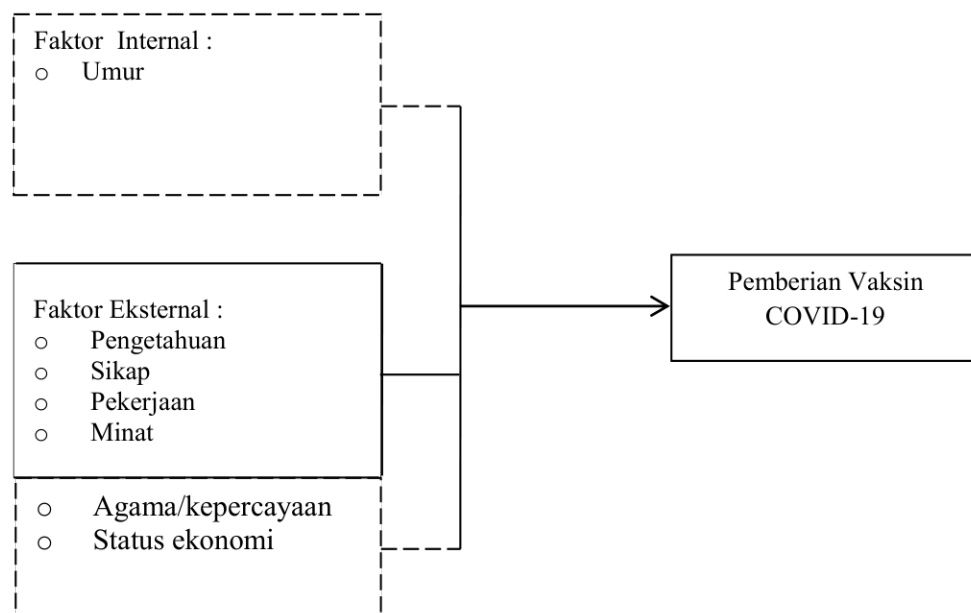 Faktor Internal :
o Umur
Faktor Eksternal :
o Pengetahuan
o Sikap
o Pekerjaan
o Minat
o Agama/kepercayaan
o Status ekonomi
Pemberian Vaksin
COVID-19